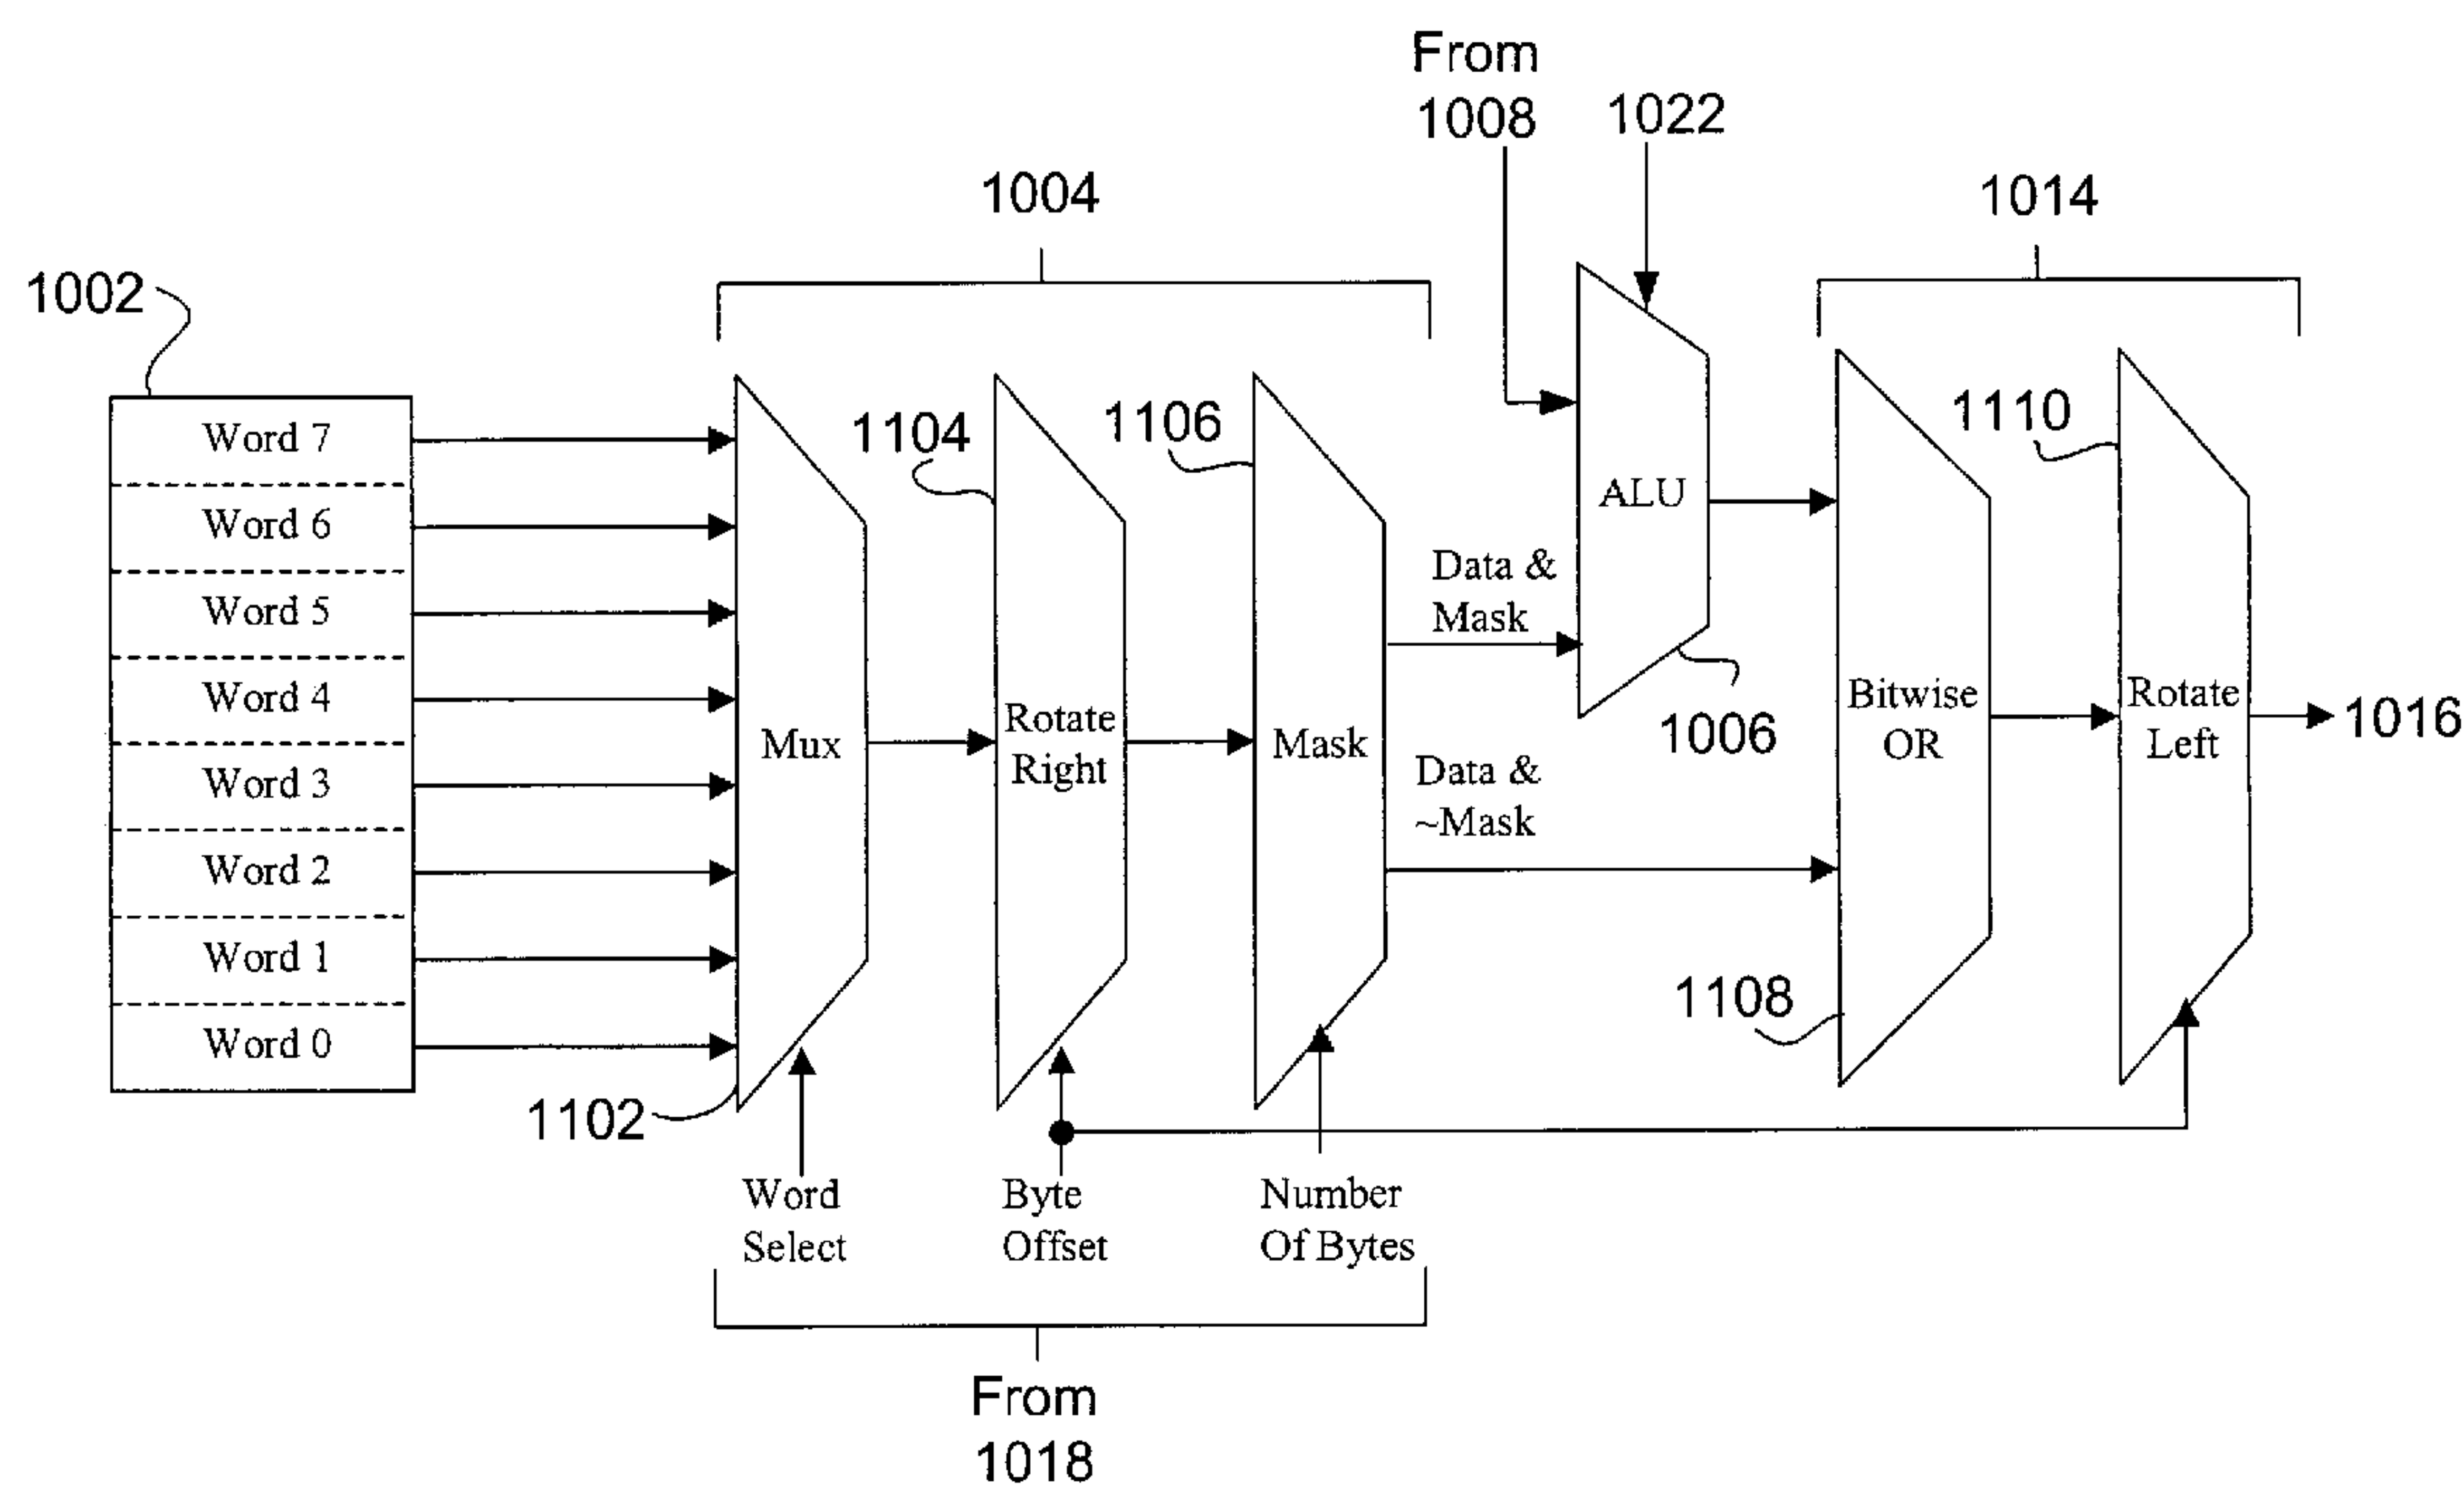 From
1008
1022
1004
1014
1002
1104
1106
1110
Word 7
Word 6
Word 5
Word 4
Word 3
Word 2
Word 1
Word 0
Mux
Rotate
Right
Mask
Data &
Mask
Data &
~Mask
ALU
1006
Bitwise
OR
Rotate
Left
1016
1108
1102
Word
Select
Byte
Offset
Number
Of Bytes
From
1018